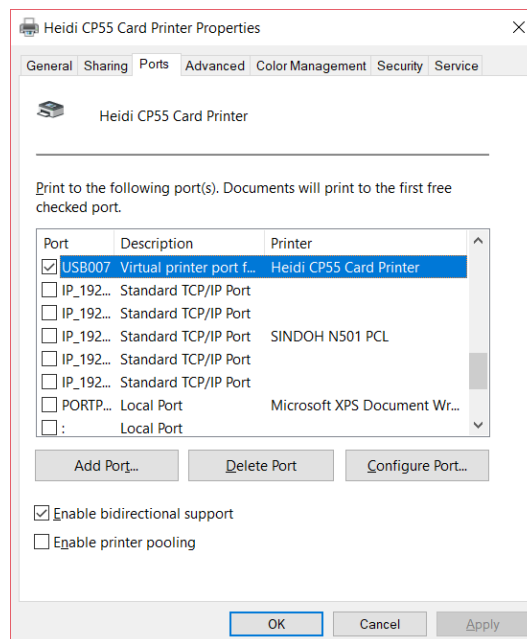 Heidi CP55 Card Printer Properties
General Sharing Ports Advanced Color Management Security Service
Heidi CP55 Card Printer
Print to the following port(s). Documents will print to the first free
checked port.
Port Description Printer
USB007 Virtual printer port f... Heidi CP55 Card Printer
IP_192... Standard TCP/IP Port
IP_192... Standard TCP/IP Port
IP_192... Standard TCP/IP Port SINDOH N501 PCL
IP_192... Standard TCP/IP Port
IP_192... Standard TCP/IP Port
PORTP... Local Port Microsoft XPS Document Wr...
: Local Port
Add Port... Delete Port Configure Port...
Enable bidirectional support
Enable printer pooling
OK Cancel Apply